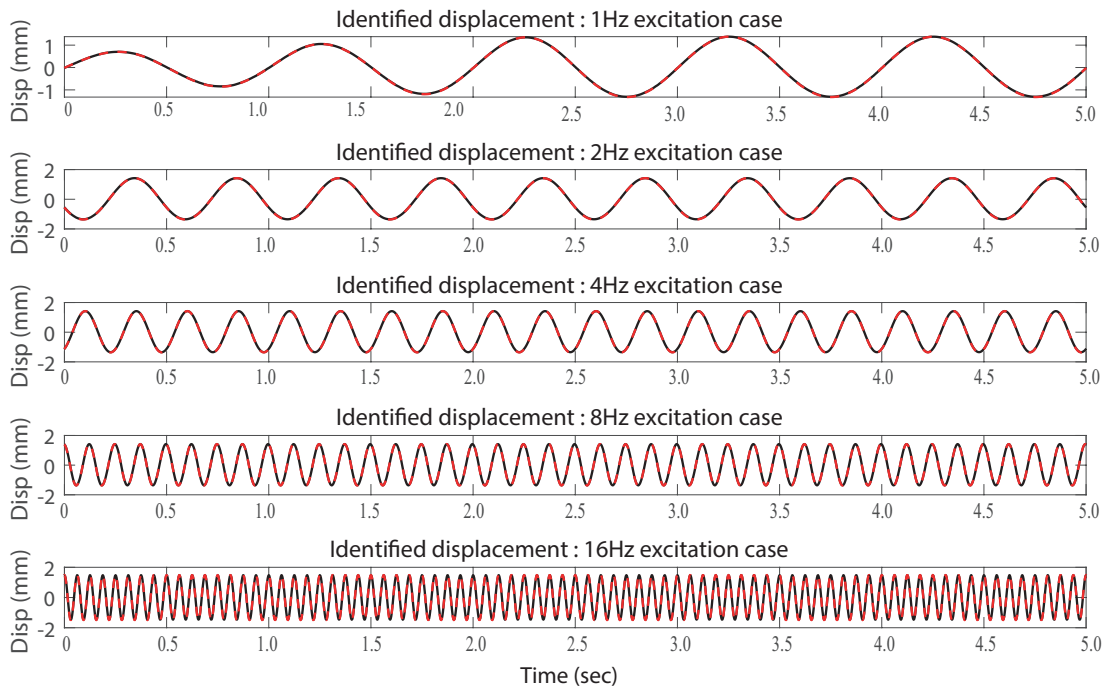 Identified displacement : 1Hz excitation case
Disp (mm)
1
0
-1
0 0.5 1.0 1.5 2.0 2.5 3.0 3.5 4.0 4.5 5.0
Identified displacement : 2Hz excitation case
Disp (mm)
2
0
-2
0 0.5 1.0 1.5 2.0 2.5 3.0 3.5 4.0 4.5 5.0
Identified displacement : 4Hz excitation case
Disp (mm)
2
0
-2
0 0.5 1.0 1.5 2.0 2.5 3.0 3.5 4.0 4.5 5.0
Identified displacement : 8Hz excitation case
Disp (mm)
2
0
-2
0 0.5 1.0 1.5 2.0 2.5 3.0 3.5 4.0 4.5 5.0
Identified displacement : 16Hz excitation case
Disp (mm)
2
0
-2
0 0.5 1.0 1.5 2.0 2.5 3.0 3.5 4.0 4.5 5.0
Time (sec)